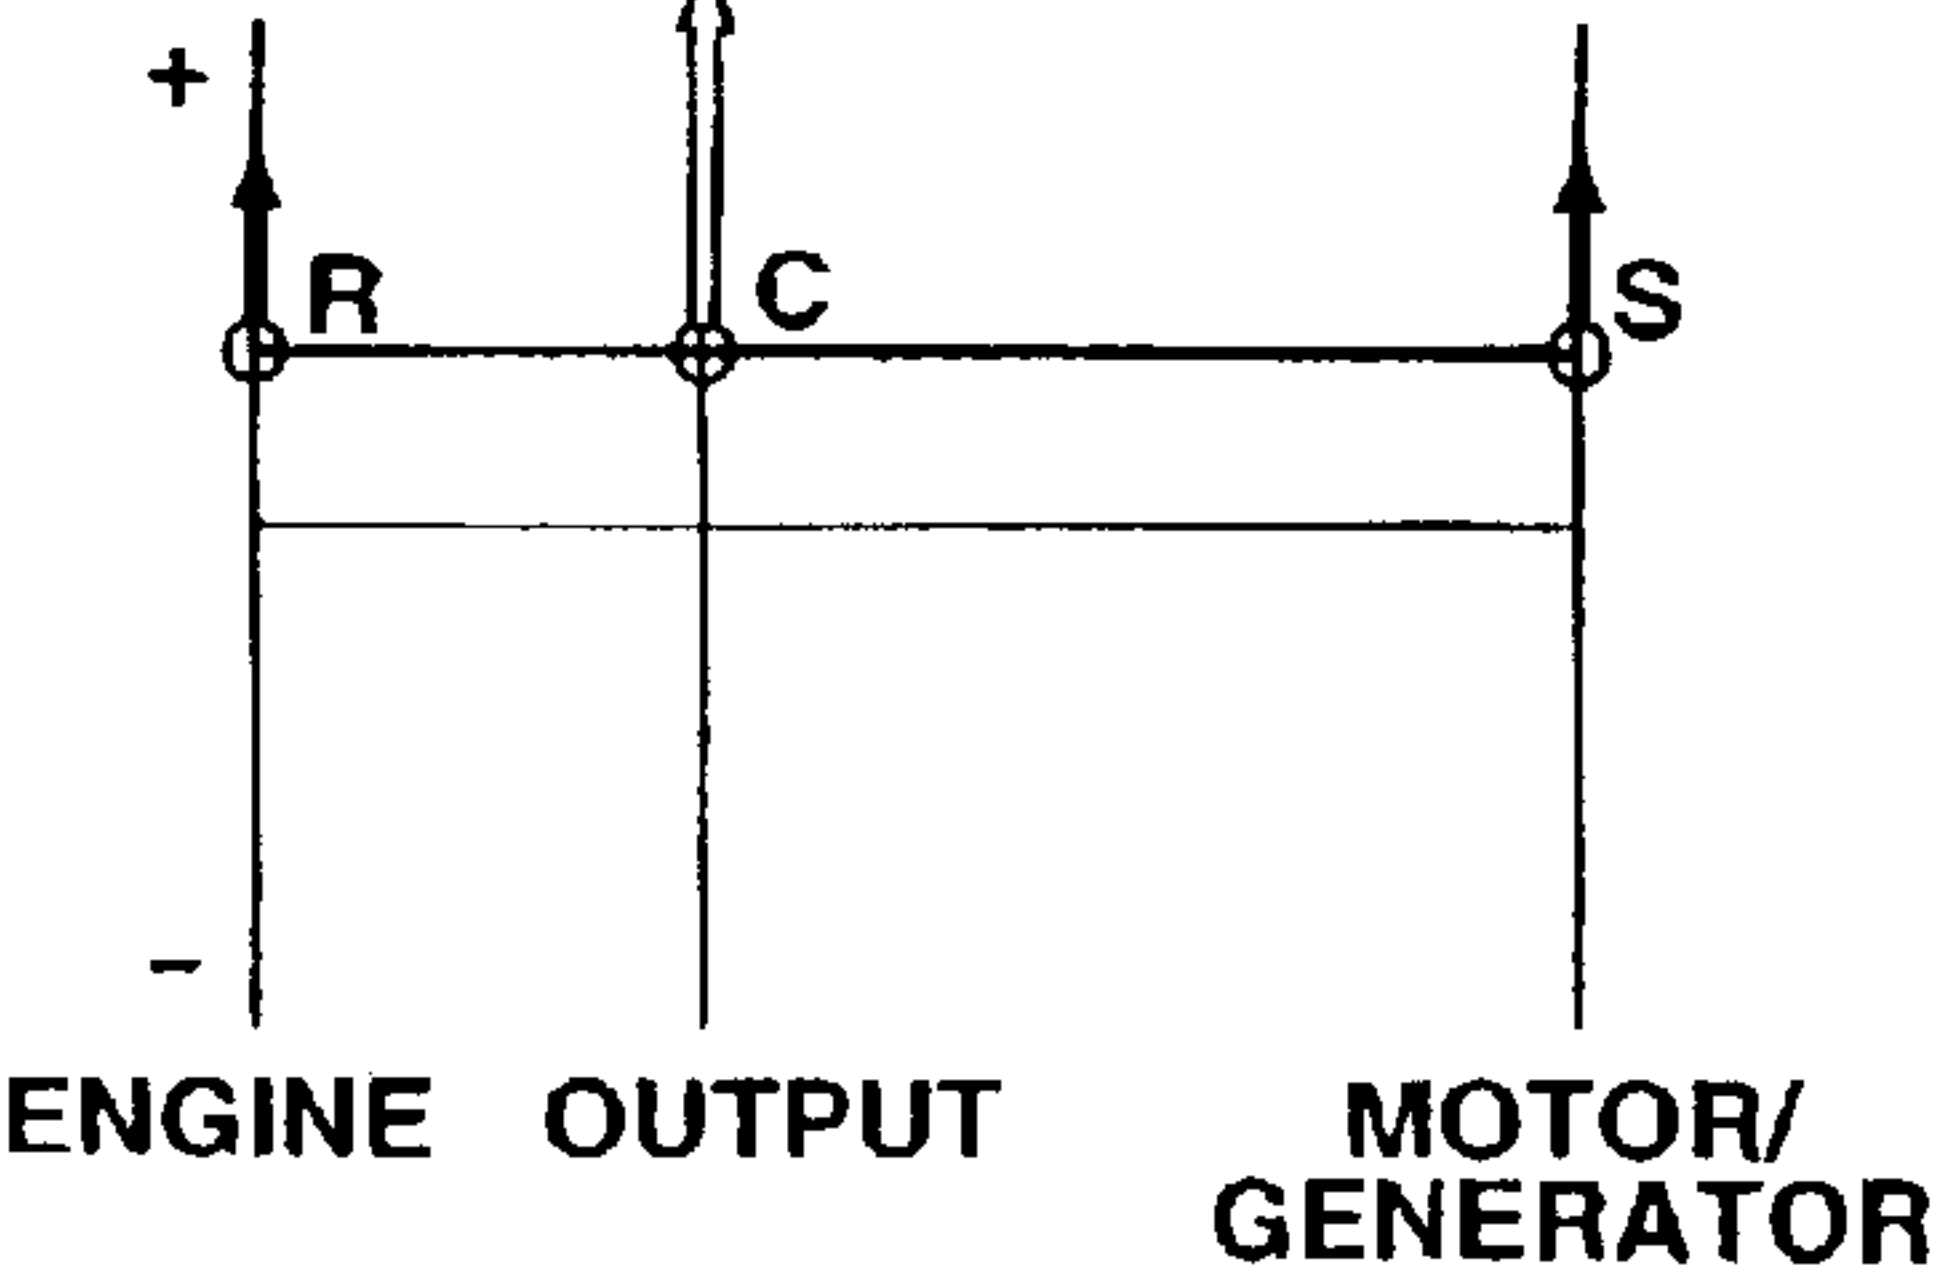 +
R
C
S
−
ENGINE OUTPUT MOTOR/
GENERATOR